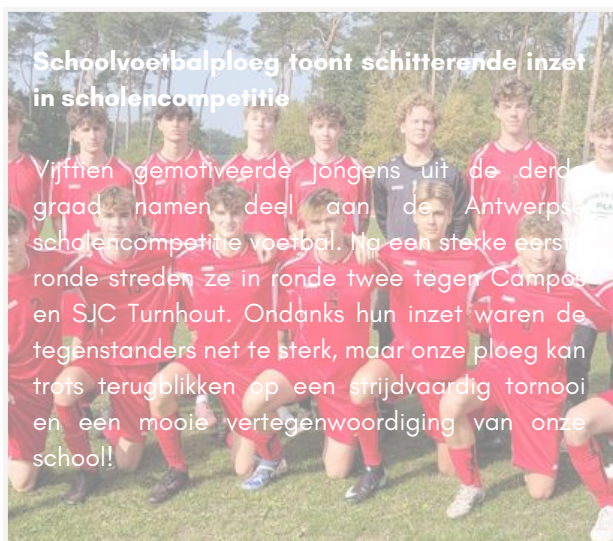 Schoolvoetbalploeg toont schitterende inzet
in scholencompetitie
Vijftien gemotiveerde jongens uit de derde
graad namen deel aan de Antwerpse
scholencompetitie voetbal. Na een sterke eerste
ronde streden ze in ronde twee tegen Campos
en SJC Turnhout. Ondanks hun inzet waren de
tegenstanders net te sterk, maar onze ploeg kan
trots terugblikken op een strijdvaardig tornooi
en een mooie vertegenwoordiging van onze
school!